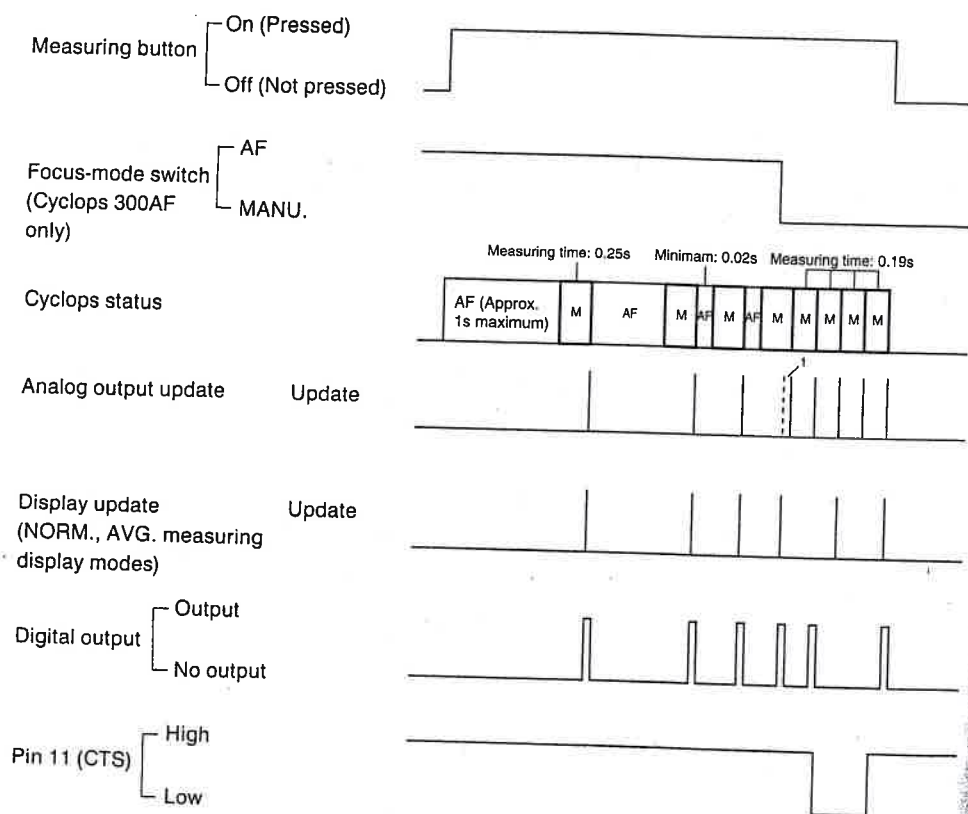 Measuring button
On (Pressed)
Off (Not pressed)
Focus-mode switch
(Cyclops 300AF
only)
AF
MANU.
Measuring time: 0.25s
Minimam: 0.02s
Measuring time: 0.19s
Cyclops status
AF (Approx.
1s maximum)
M
AF
M
AF
M
AF
M
M
M
M
M
Analog output update
Update
1
Display update
(NORM., AVG. measuring
display modes)
Update
Digital output
Output
No output
Pin 11 (CTS)
High
Low